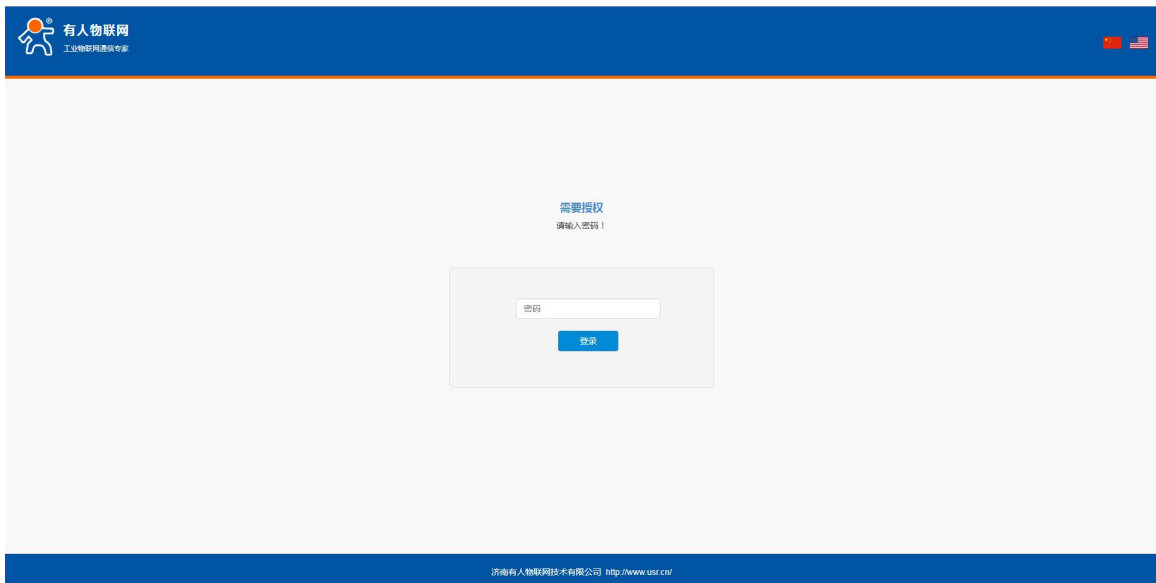 有人物联网
工业物联网通信专家
需要授权
请输入密码！
密码
登录
济南有人物联网技术有限公司 http://www.usr.cn/